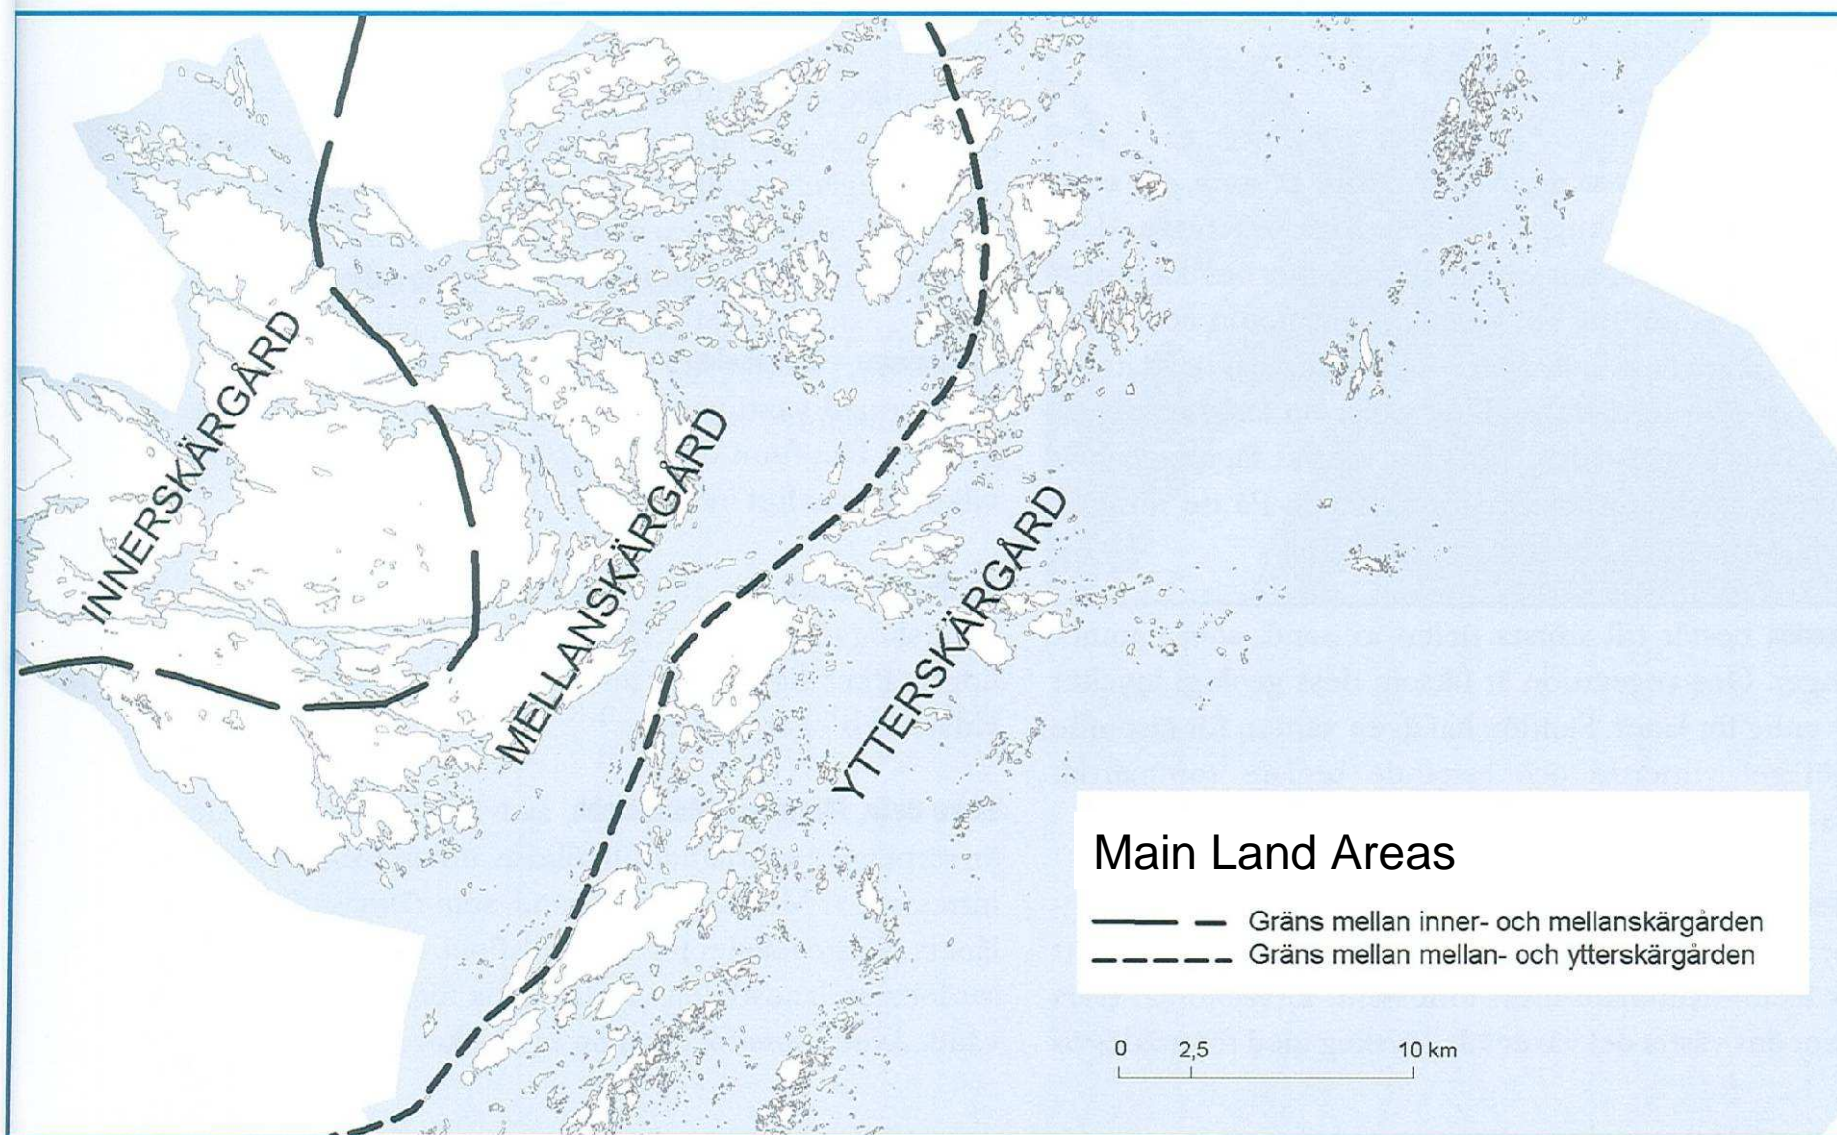 INNERSKÄRGÅRD
MELLANSKÄRGÅRD
YTTERSKÄRGÅRD
Main Land Areas
Gräns mellan inner- och mellanskärgården
Gräns mellan mellan- och ytterskärgården
0 2,5 10 km